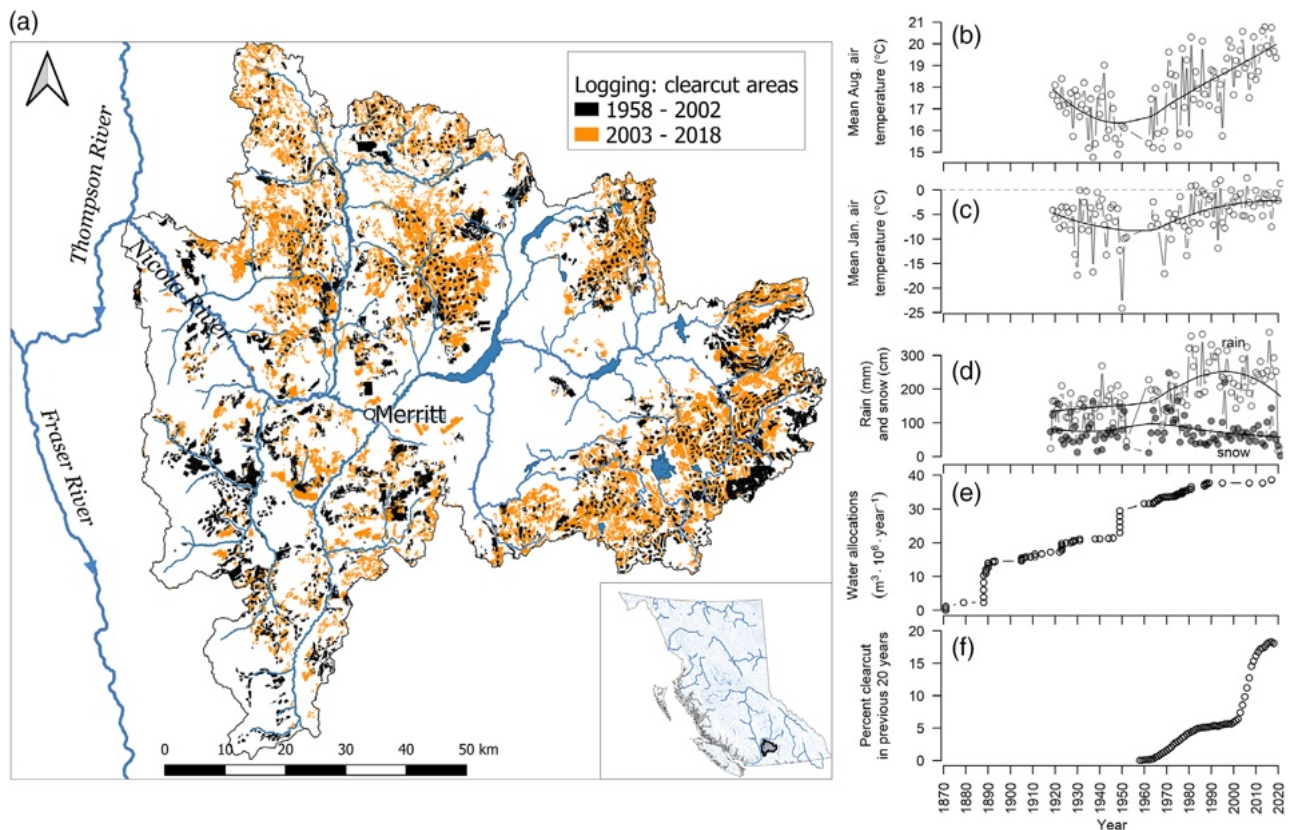 (a)
Logging: clearcut areas
1958 - 2002
2003 - 2018
Thompson River
Nicola River
Merritt
Fraser River
0 10 20 30 40 50 km
(b)
Mean Aug. air
temperature (°C)
21
20
19
18
17
16
15
(c)
Mean Jan. air
temperature (°C)
0
-5
-10
-15
-20
-25
(d)
Rain (mm)
and snow (cm)
300
200
100
0
rain
snow
(e)
Water allocations
(m³ · 10⁶ · year⁻¹)
40
30
20
10
0
(f)
Percent clearcut
in previous 20 years
20
15
10
5
0
1870 1880 1890 1900 1910 1920 1930 1940 1950 1960 1970 1980 1990 2000 2010 2020
Year